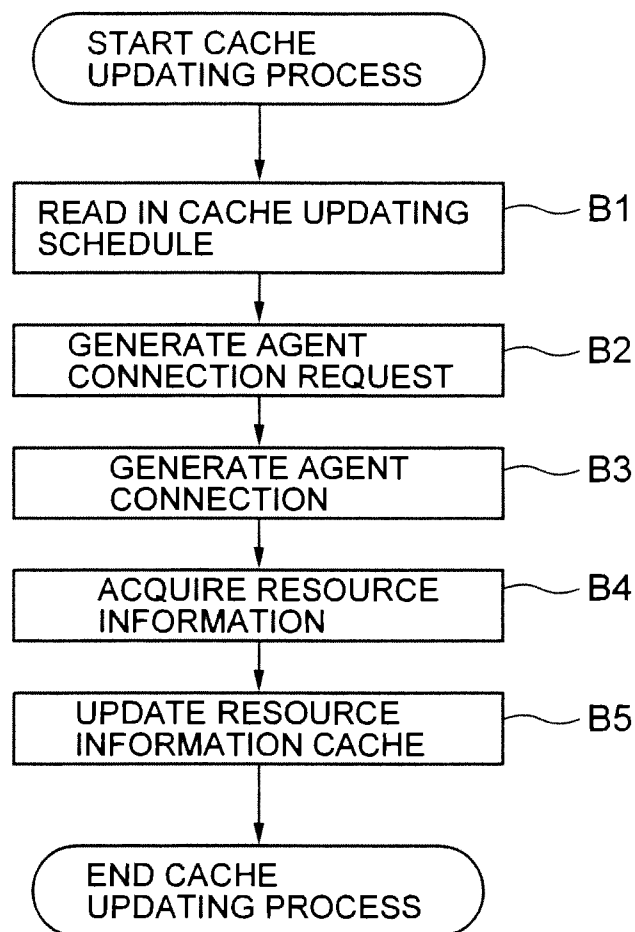 START CACHE
UPDATING PROCESS
READ IN CACHE UPDATING
SCHEDULE
B1
GENERATE AGENT
CONNECTION REQUEST
B2
GENERATE AGENT
CONNECTION
B3
ACQUIRE RESOURCE
INFORMATION
B4
UPDATE RESOURCE
INFORMATION CACHE
B5
END CACHE
UPDATING PROCESS